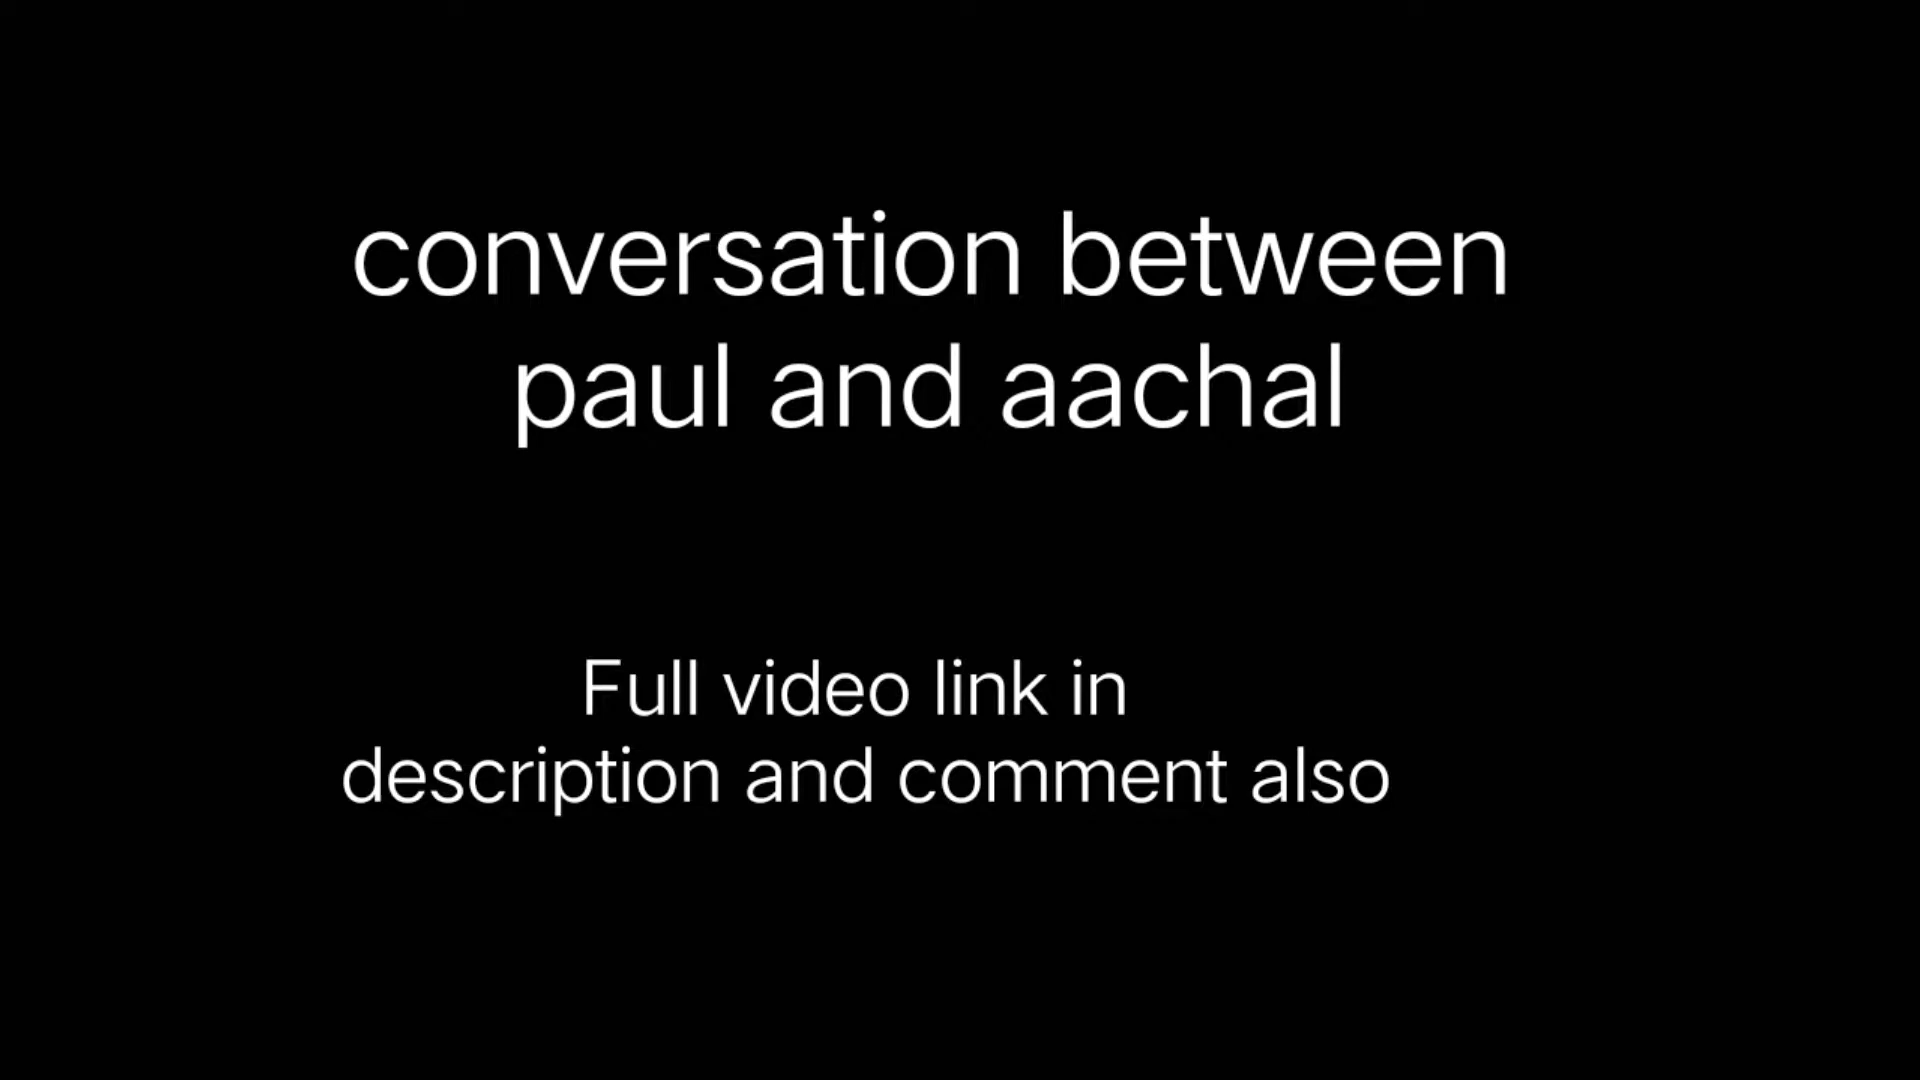 conversation between
paul and aachal
Full video link in
description and comment also